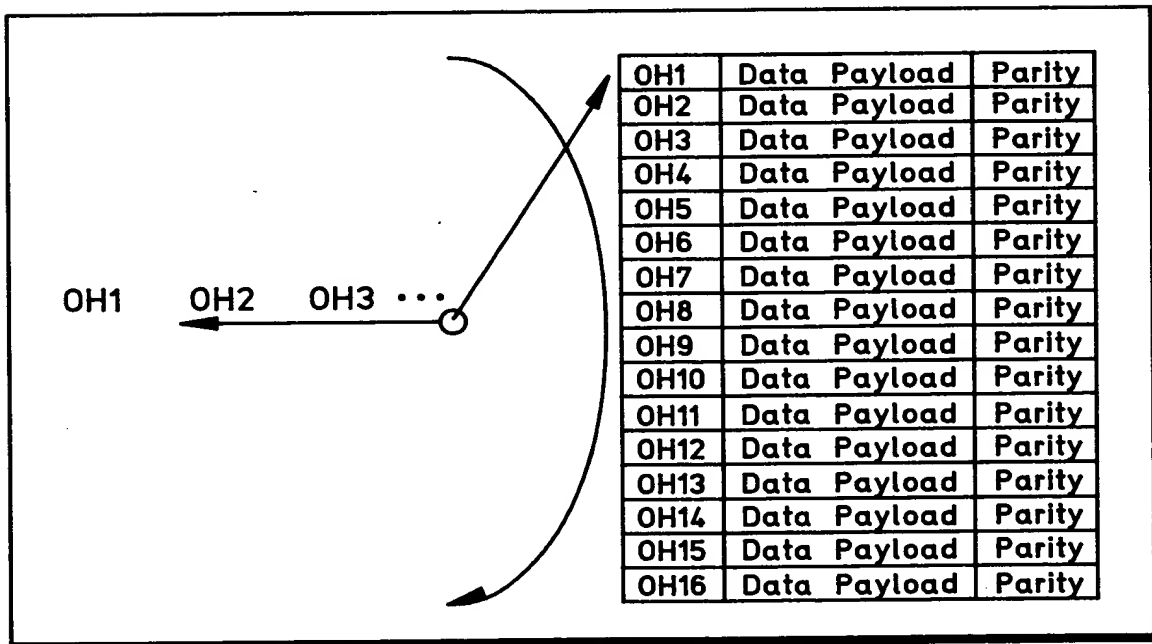 OH1 OH2 OH3 ...
OH1 Data Payload Parity
OH2 Data Payload Parity
OH3 Data Payload Parity
OH4 Data Payload Parity
OH5 Data Payload Parity
OH6 Data Payload Parity
OH7 Data Payload Parity
OH8 Data Payload Parity
OH9 Data Payload Parity
OH10 Data Payload Parity
OH11 Data Payload Parity
OH12 Data Payload Parity
OH13 Data Payload Parity
OH14 Data Payload Parity
OH15 Data Payload Parity
OH16 Data Payload Parity